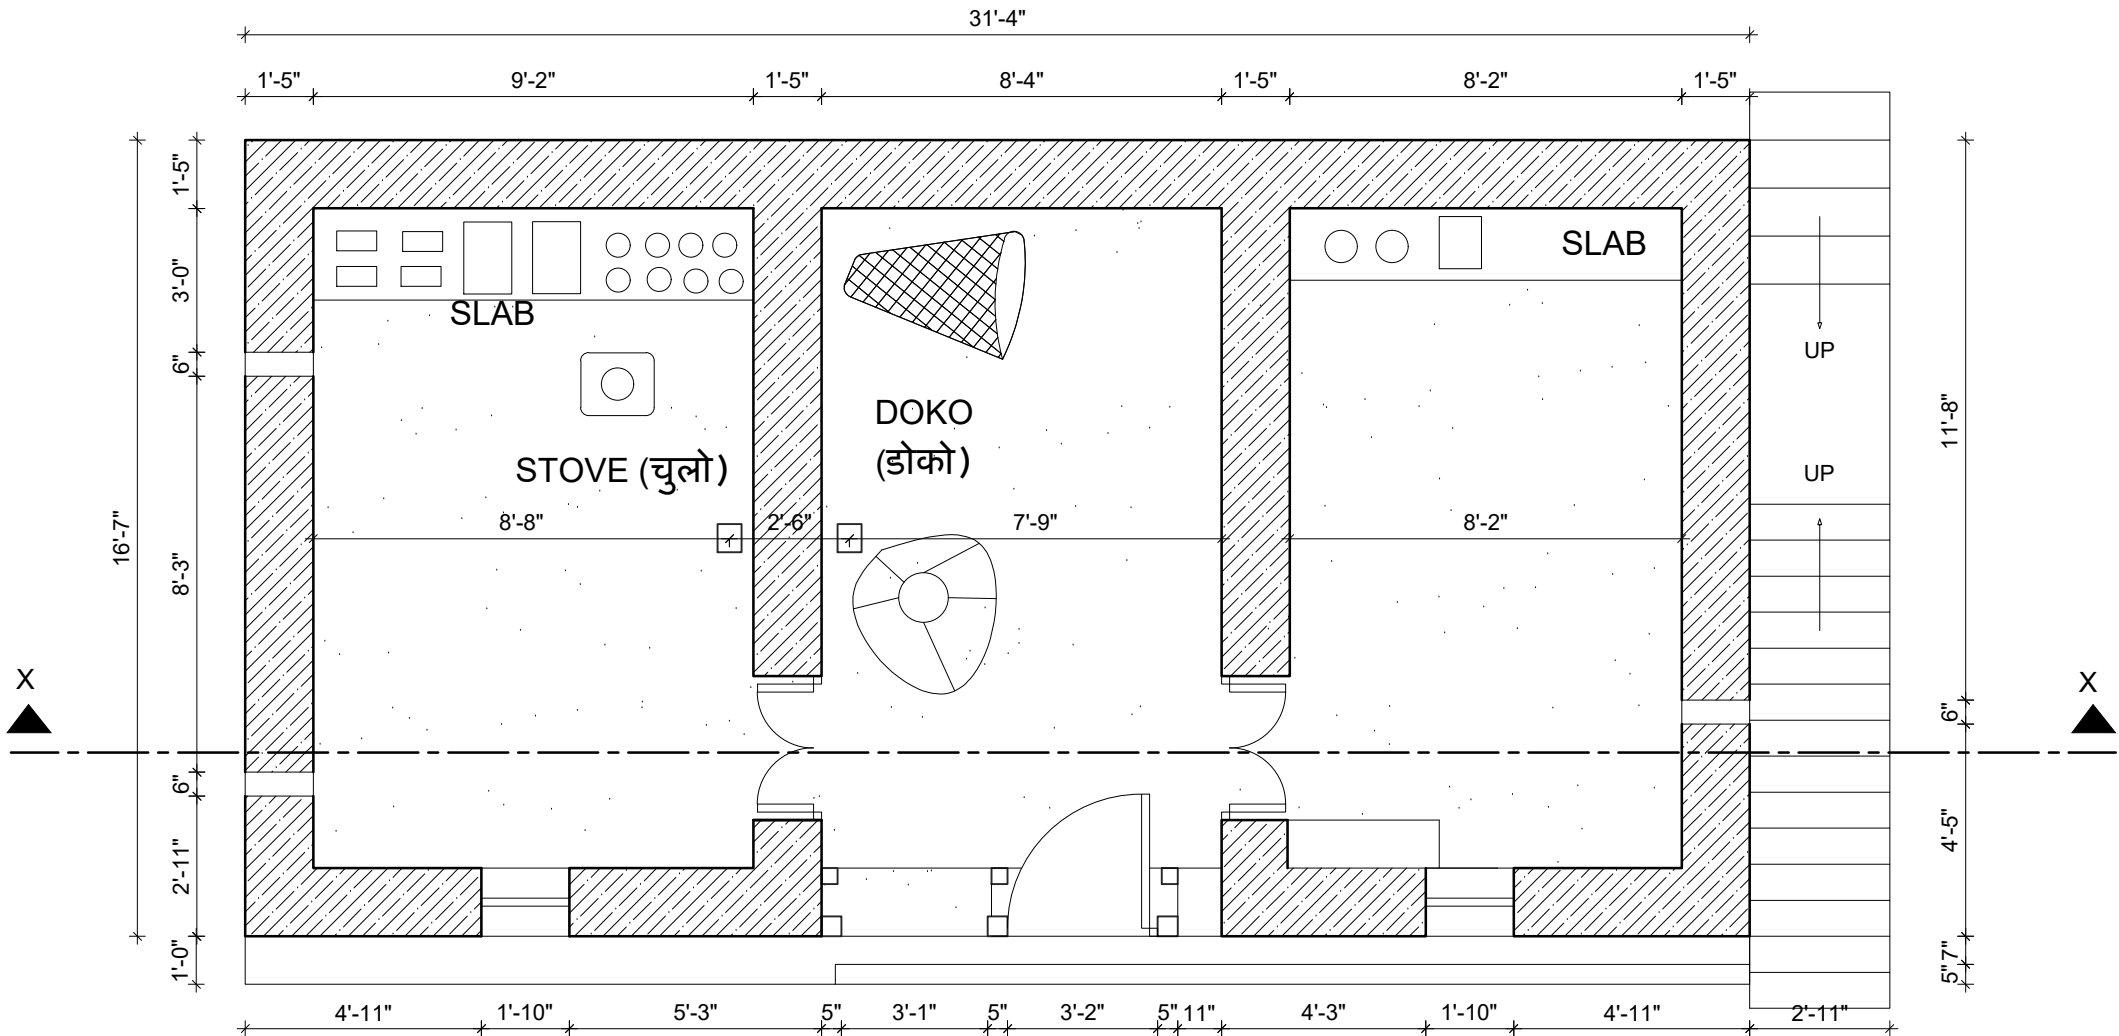 31'-4"
1'-5" 9'-2" 1'-5" 8'-4" 1'-5" 8'-2" 1'-5"
1'-5"
3'-0"
6"
8'-3"
6"
2'-11"
1'-0"
16'-7"
SLAB
STOVE (चुलो)
DOKO
(डोको)
SLAB
UP
UP
8'-8" 2'-6" 7'-9" 8'-2"
11'-8"
6"
4'-5"
7"
5"
X
X
4'-11" 1'-10" 5'-3" 5" 3'-1" 5" 3'-2" 5" 11" 4'-3" 1'-10" 4'-11" 2'-11"